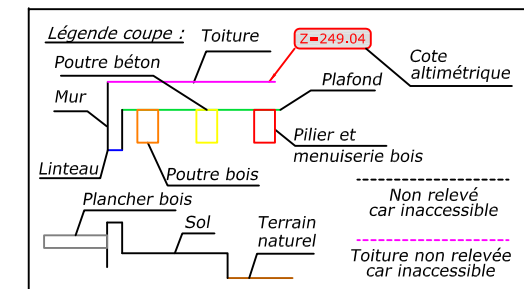 Légende coupe :
Toiture
Z=249.04
Poutre béton
Cote
altimétrique
Plafond
Mur
Pilier et
menuiserie bois
Linteau
Poutre bois
Plancher bois
Non relevé
car inaccessible
Sol
Terrain
naturel
Toiture non relevée
car inaccessible